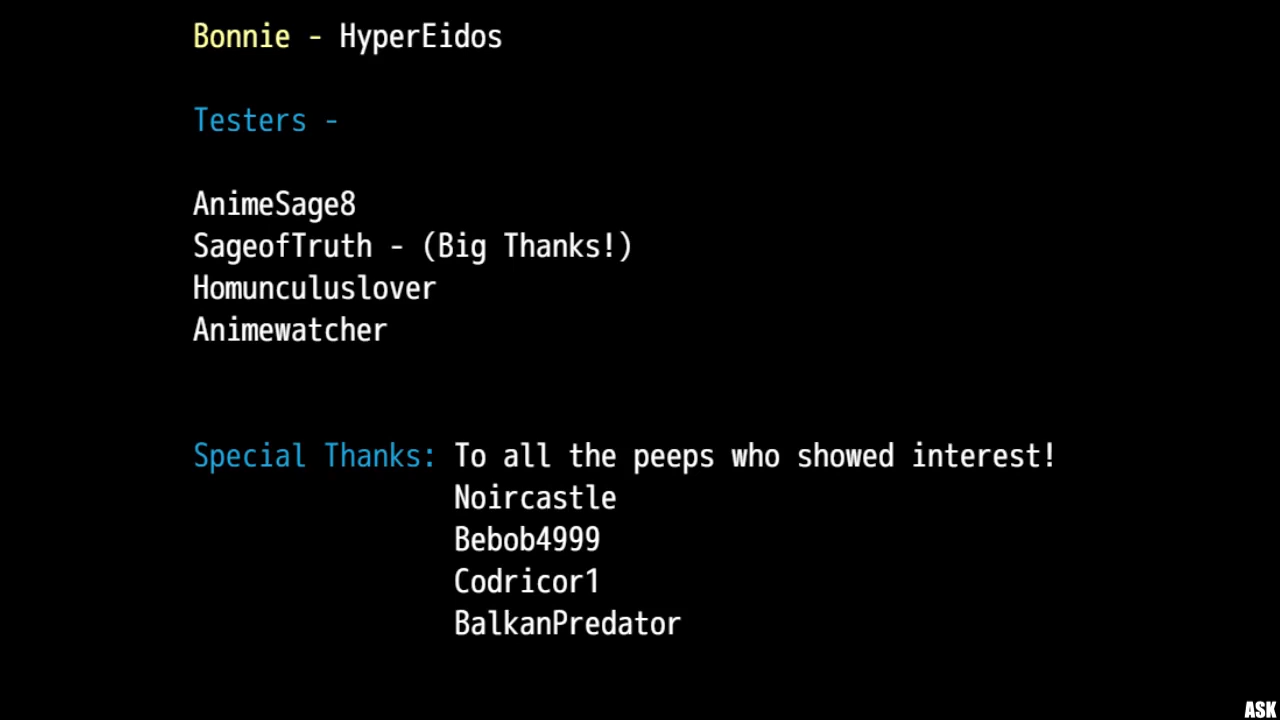 Bonnie - HyperEidos
Testers -
AnimeSage8
SageofTruth - (Big Thanks!)
Homunculuslover
Animewatcher
Special Thanks: To all the peeps who showed interest!
Noircastle
Bebob4999
Codricor1
BalkanPredator
ASK